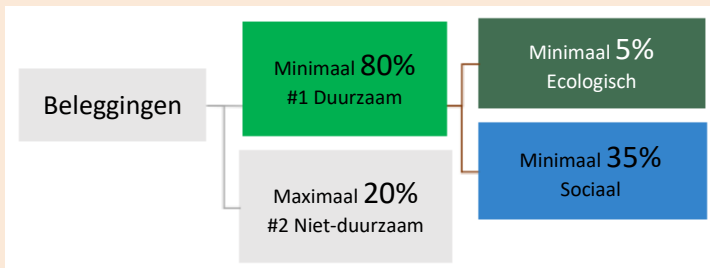 Beleggingen
Minimaal 80%
#1 Duurzaam
Maximaal 20%
#2 Niet-duurzaam
Minimaal 5%
Ecologisch
Minimaal 35%
Sociaal